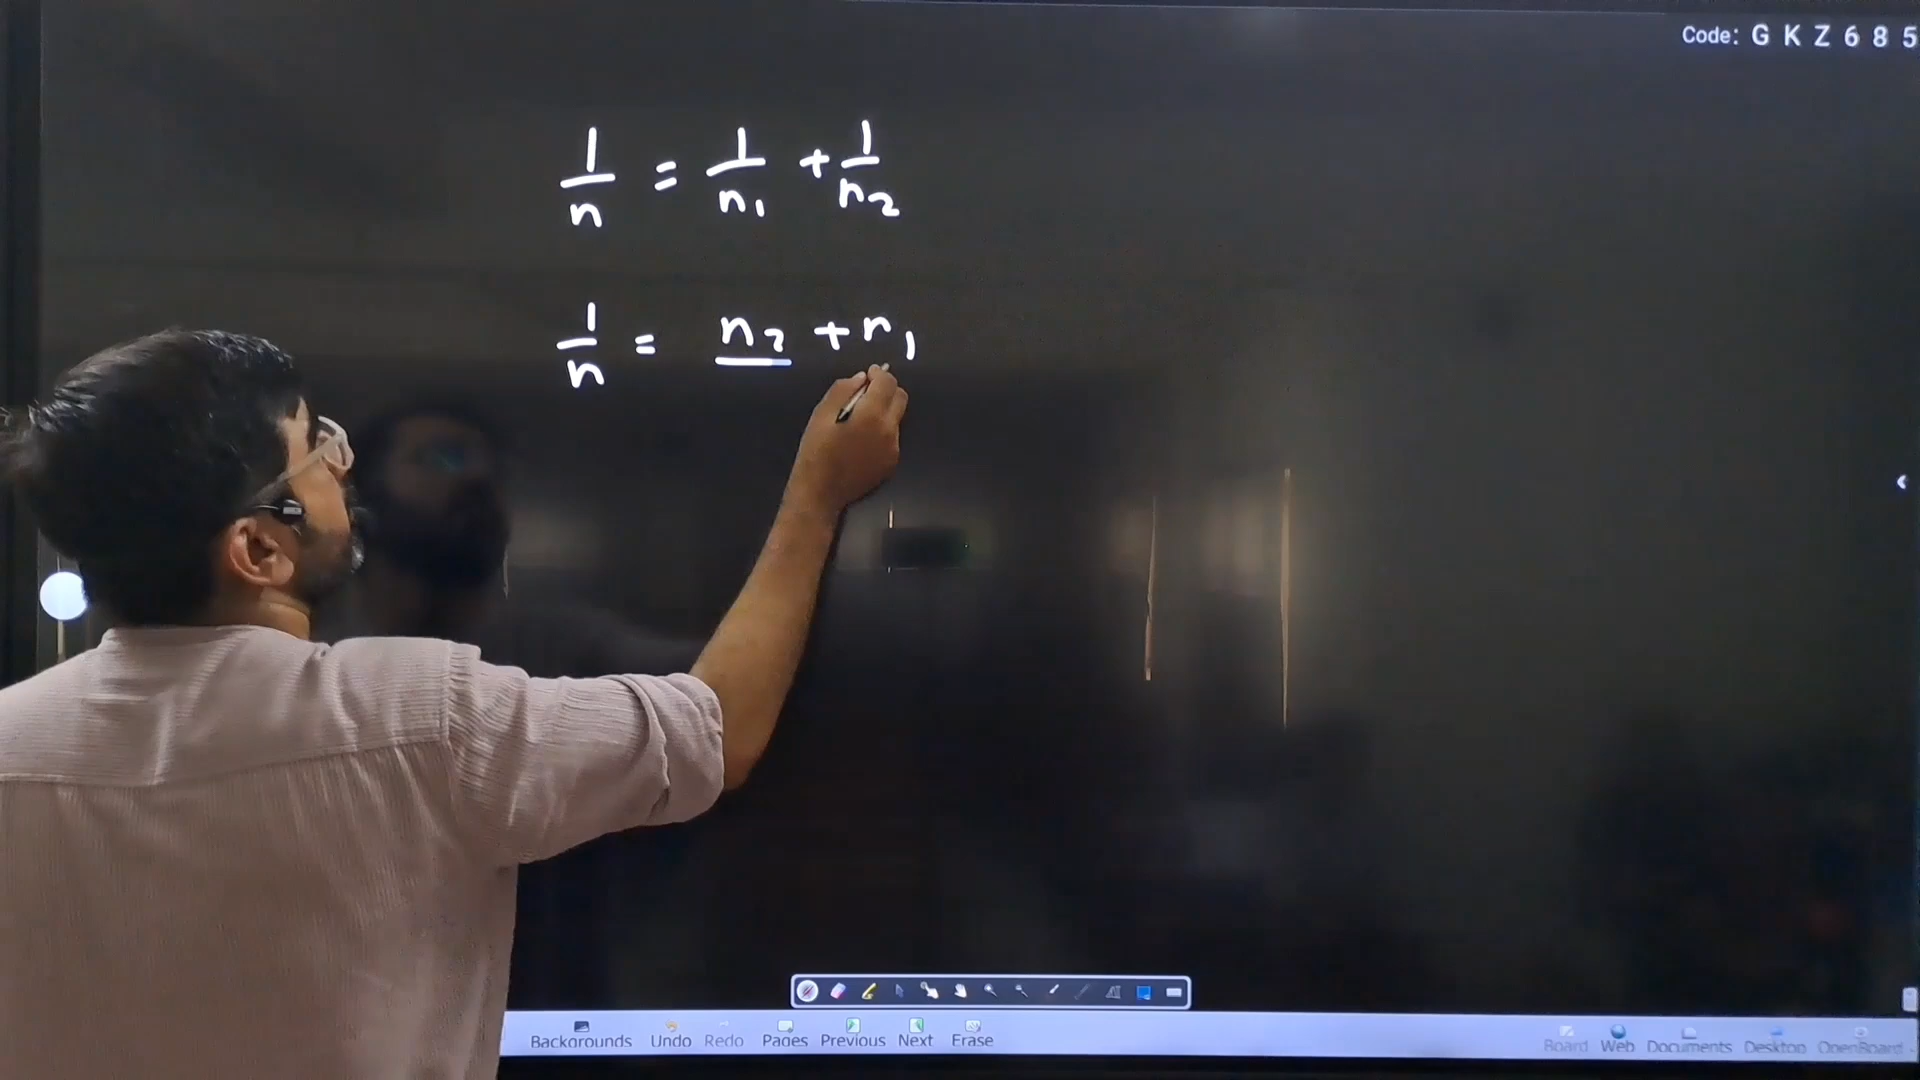 Code: G K Z 6 8 5
1/n = 1/n₁ + 1/n₂
1/n = n₂ + n₁
Backgrounds Undo Redo Pages Previous Next Erase Board Web Documents Desktop OpenBoard